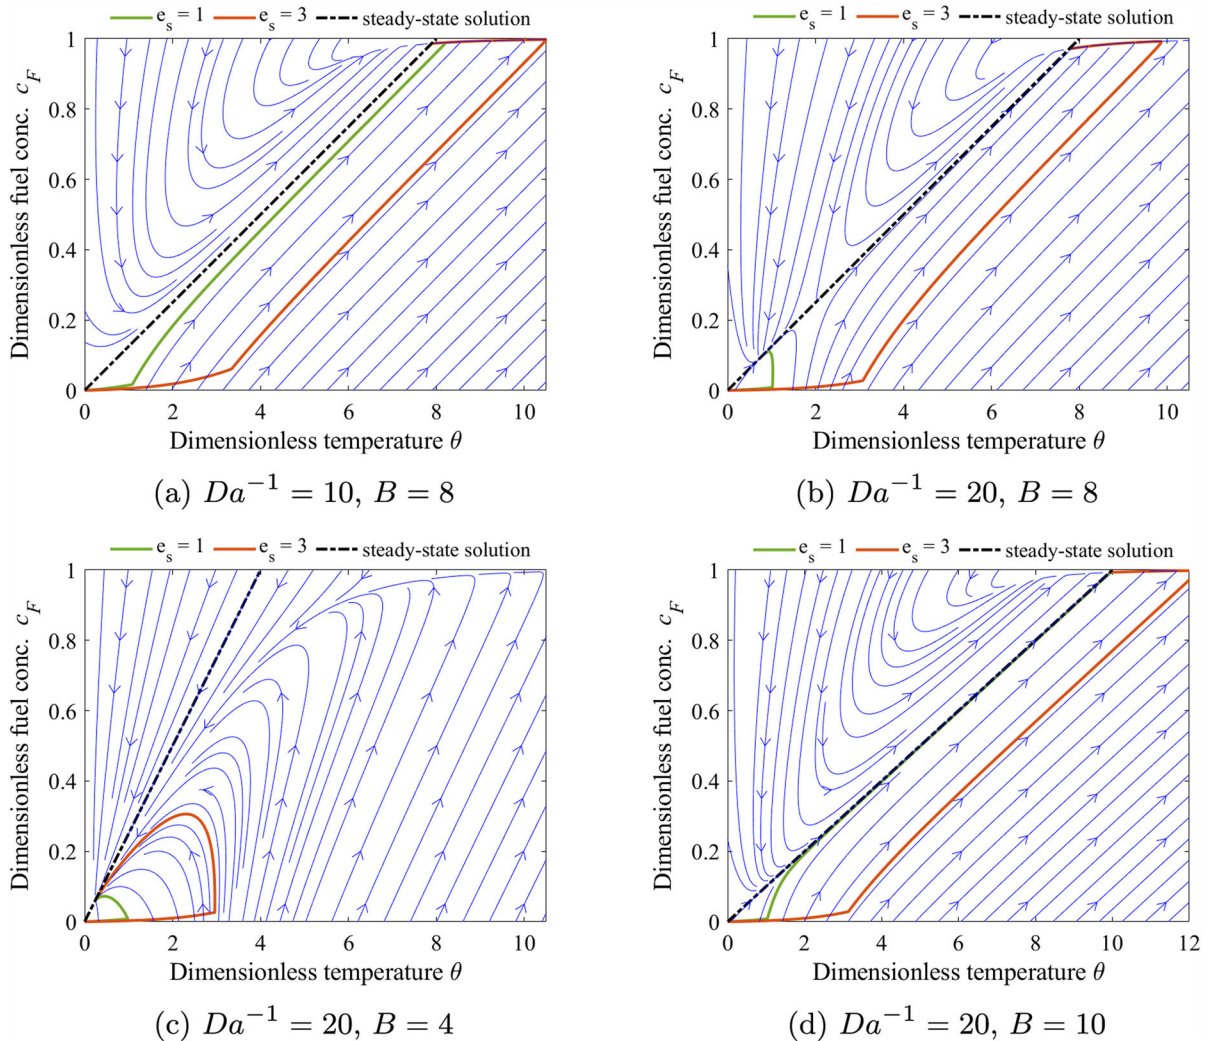 e_s = 1 e_s = 3 steady-state solution
1
0.8
0.6
0.4
0.2
0
Dimensionless fuel conc. c_F
0 2 4 6 8 10
Dimensionless temperature θ
(a) Da⁻¹ = 10, B = 8
e_s = 1 e_s = 3 steady-state solution
1
0.8
0.6
0.4
0.2
0
Dimensionless fuel conc. c_F
0 2 4 6 8 10
Dimensionless temperature θ
(b) Da⁻¹ = 20, B = 8
e_s = 1 e_s = 3 steady-state solution
1
0.8
0.6
0.4
0.2
0
Dimensionless fuel conc. c_F
0 2 4 6 8 10
Dimensionless temperature θ
(c) Da⁻¹ = 20, B = 4
e_s = 1 e_s = 3 steady-state solution
1
0.8
0.6
0.4
0.2
0
Dimensionless fuel conc. c_F
0 2 4 6 8 10 12
Dimensionless temperature θ
(d) Da⁻¹ = 20, B = 10